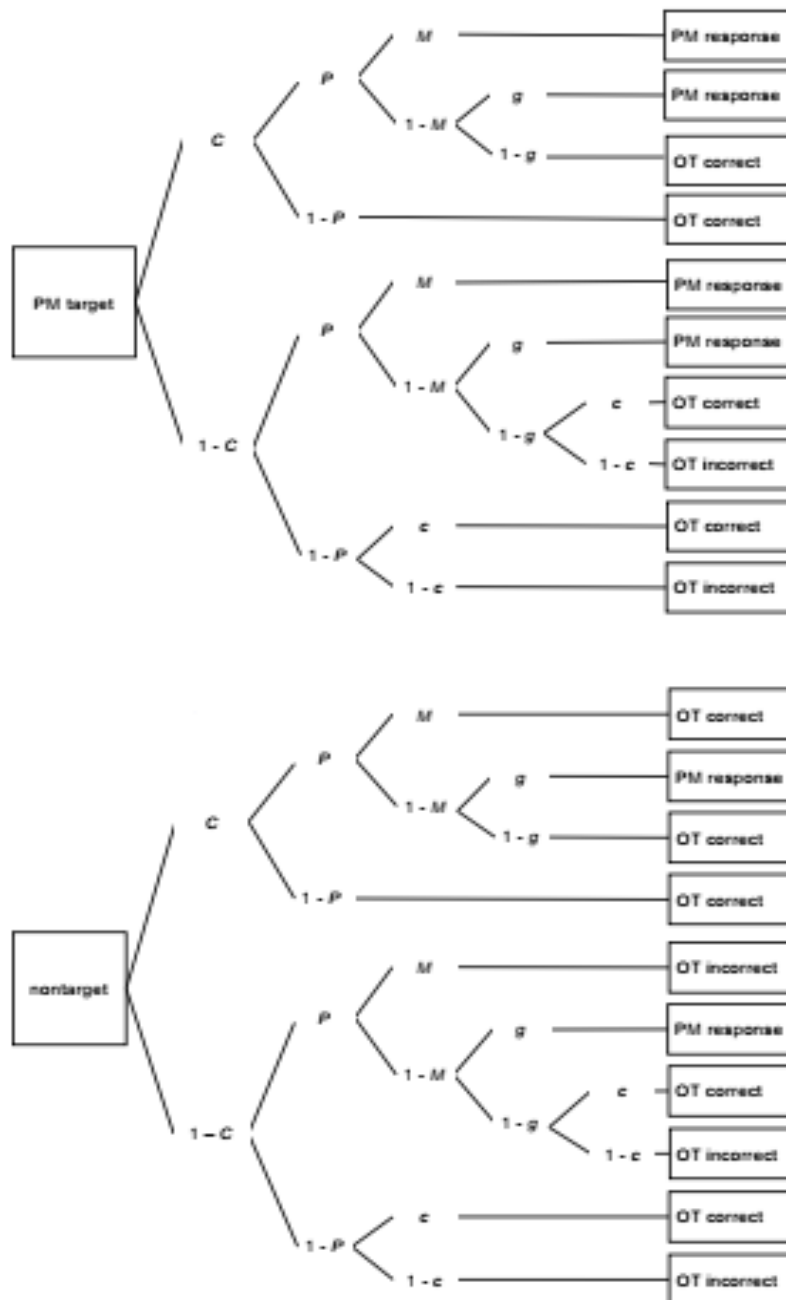 M PM response
P
g PM response
1 - M
C
1 - g OT correct
1 - P OT correct
M PM response
PM target
P
g PM response
1 - M
c OT correct
1 - g
1 - C
1 - c OT incorrect
c OT correct
1 - P
1 - c OT incorrect
M OT correct
P
g PM response
1 - M
C
1 - g OT correct
1 - P OT correct
M OT incorrect
nontarget
P
g PM response
1 - M
c OT correct
1 - g
1 – C
1 - c OT incorrect
c OT correct
1 - P
1 - c OT incorrect